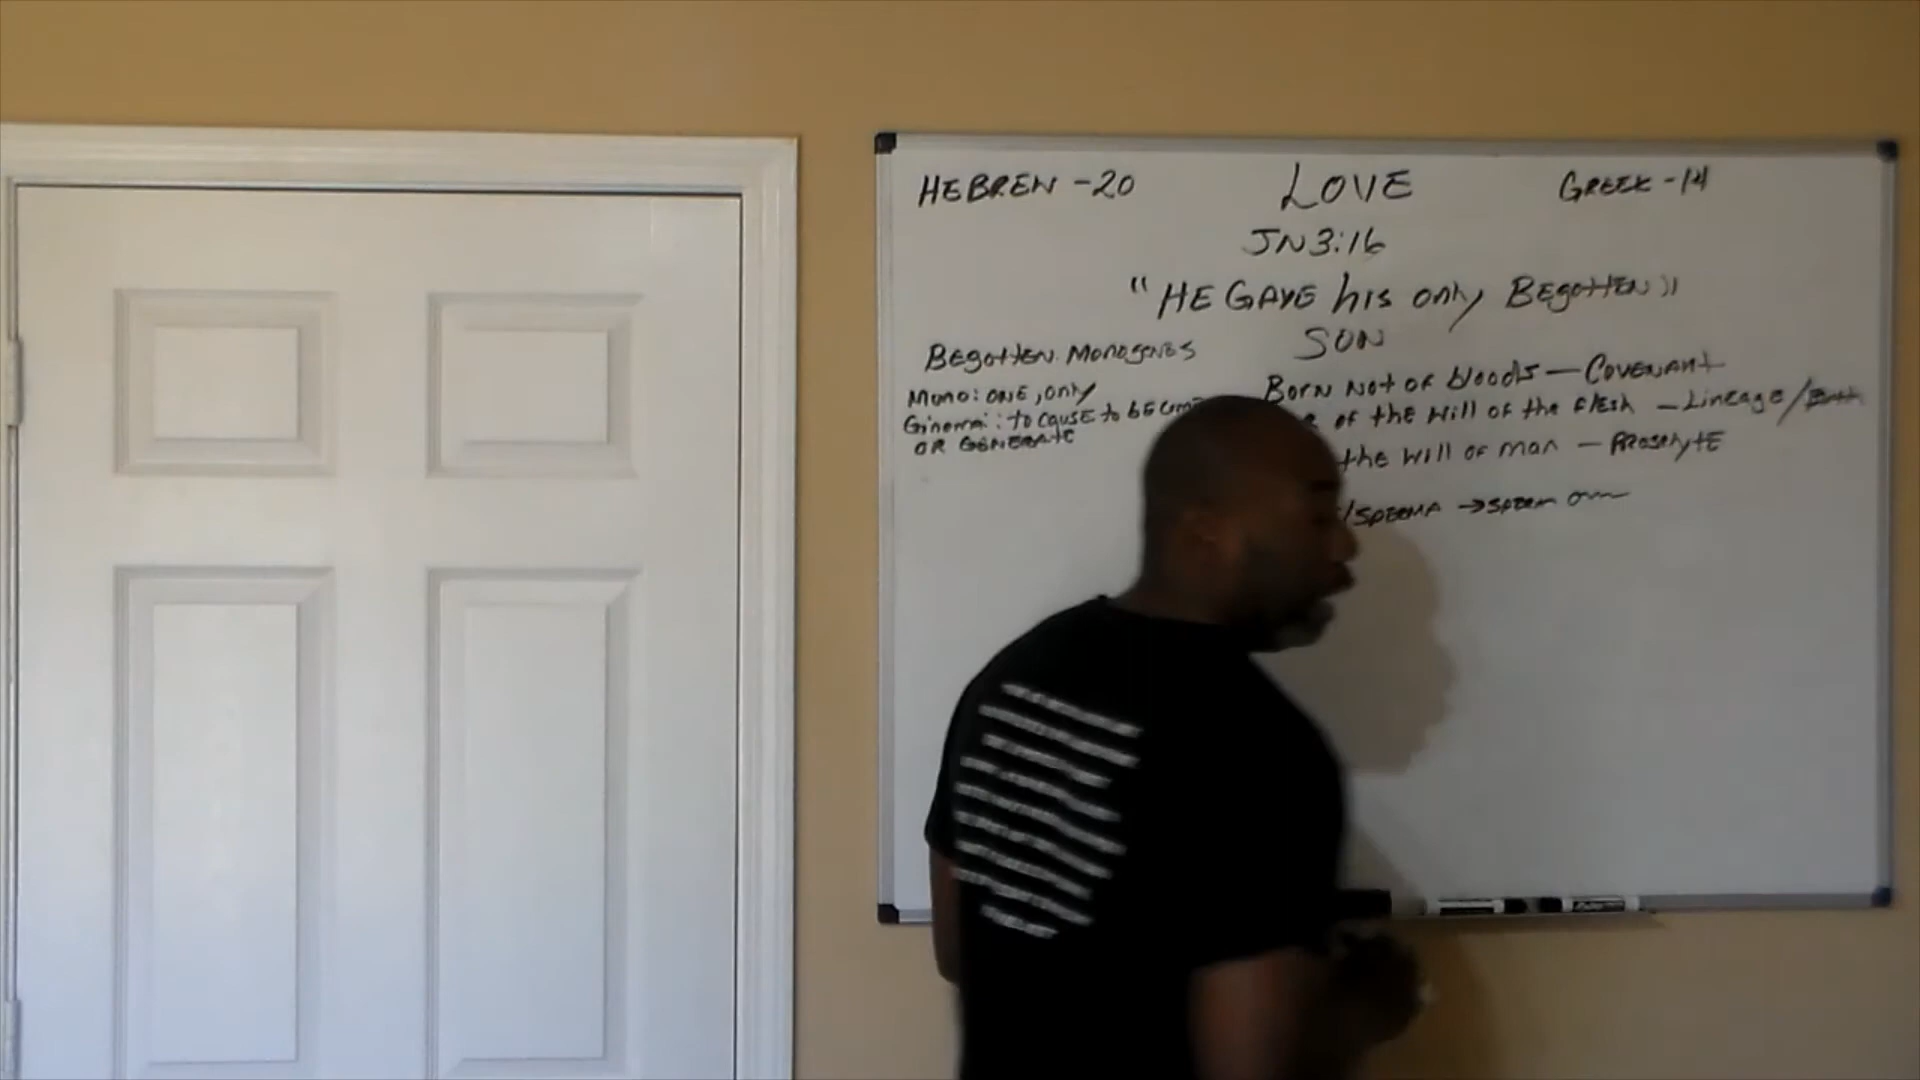 HEBREW -20
LOVE
GREEK -14
JN 3:16
"HE GAVE his only BEgOTTEN"
SON
BEgOTTEN: MONOgENES
MONO: ONE, ONly
Ginomai: to cause to become
OR GENERATE
BORN NOT OF bloods — COVENANT
OF the will of the flesh — Lineage / Birth
the will of man — PROSElyTE
/SPERMA → SPERM